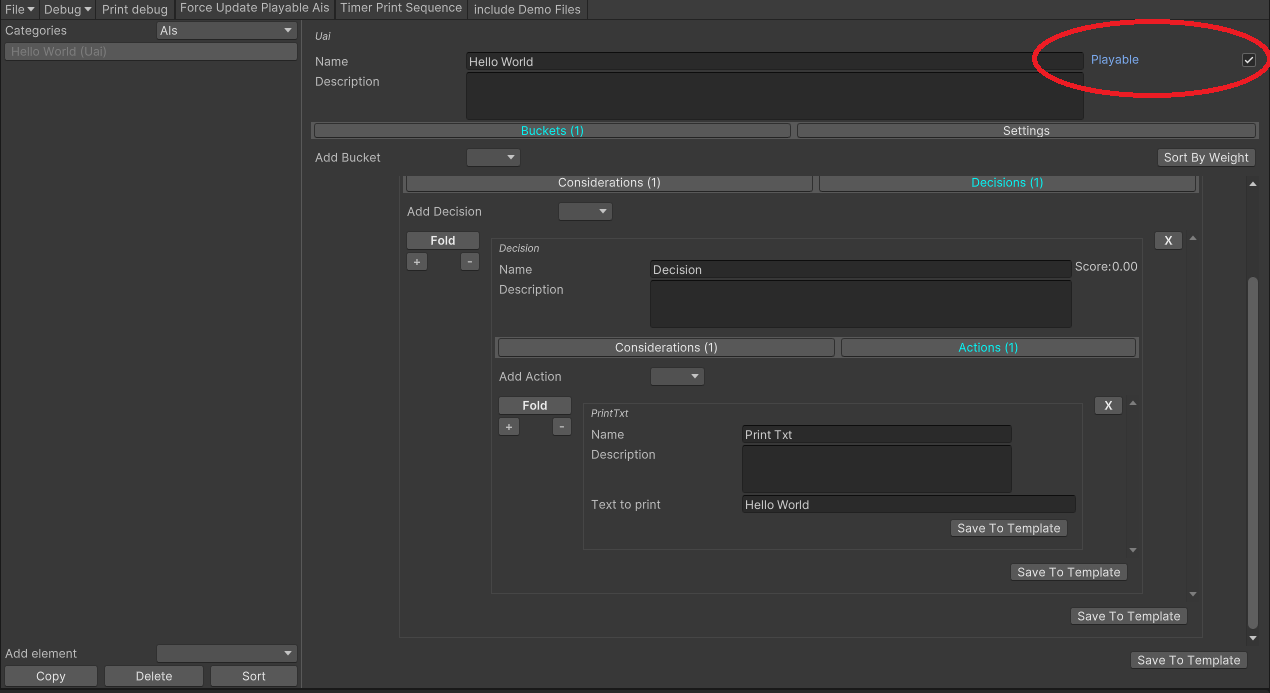 File Debug Print debug Force Update Playable Ais Timer Print Sequence include Demo Files
Categories AIs
Hello World (Uai)
Uai
Name Hello World Playable
Description
Buckets (1) Settings
Add Bucket Sort By Weight
Considerations (1) Decisions (1)
Add Decision
Fold X
+ -
Decision
Name Decision Score:0.00
Description
Considerations (1) Actions (1)
Add Action
Fold X
+ -
PrintTxt
Name Print Txt
Description
Text to print Hello World
Save To Template
Save To Template
Save To Template
Save To Template
Add element
Copy Delete Sort